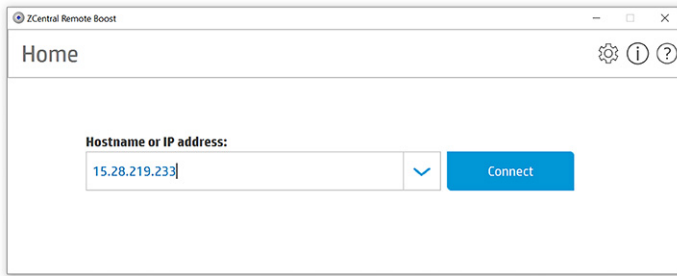 ZCentral Remote Boost
Home
Hostname or IP address:
15.28.219.233
Connect